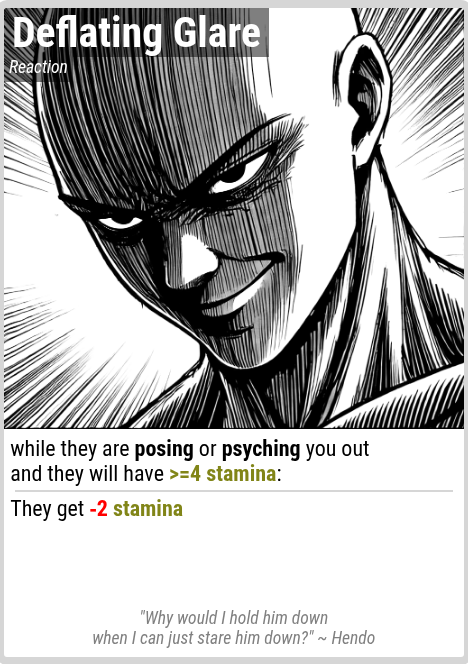 Deflating Glare
Reaction
while they are posing or psyching you out
and they will have >=4 stamina:
They get -2 stamina
"Why would I hold him down
when I can just stare him down?" ~ Hendo